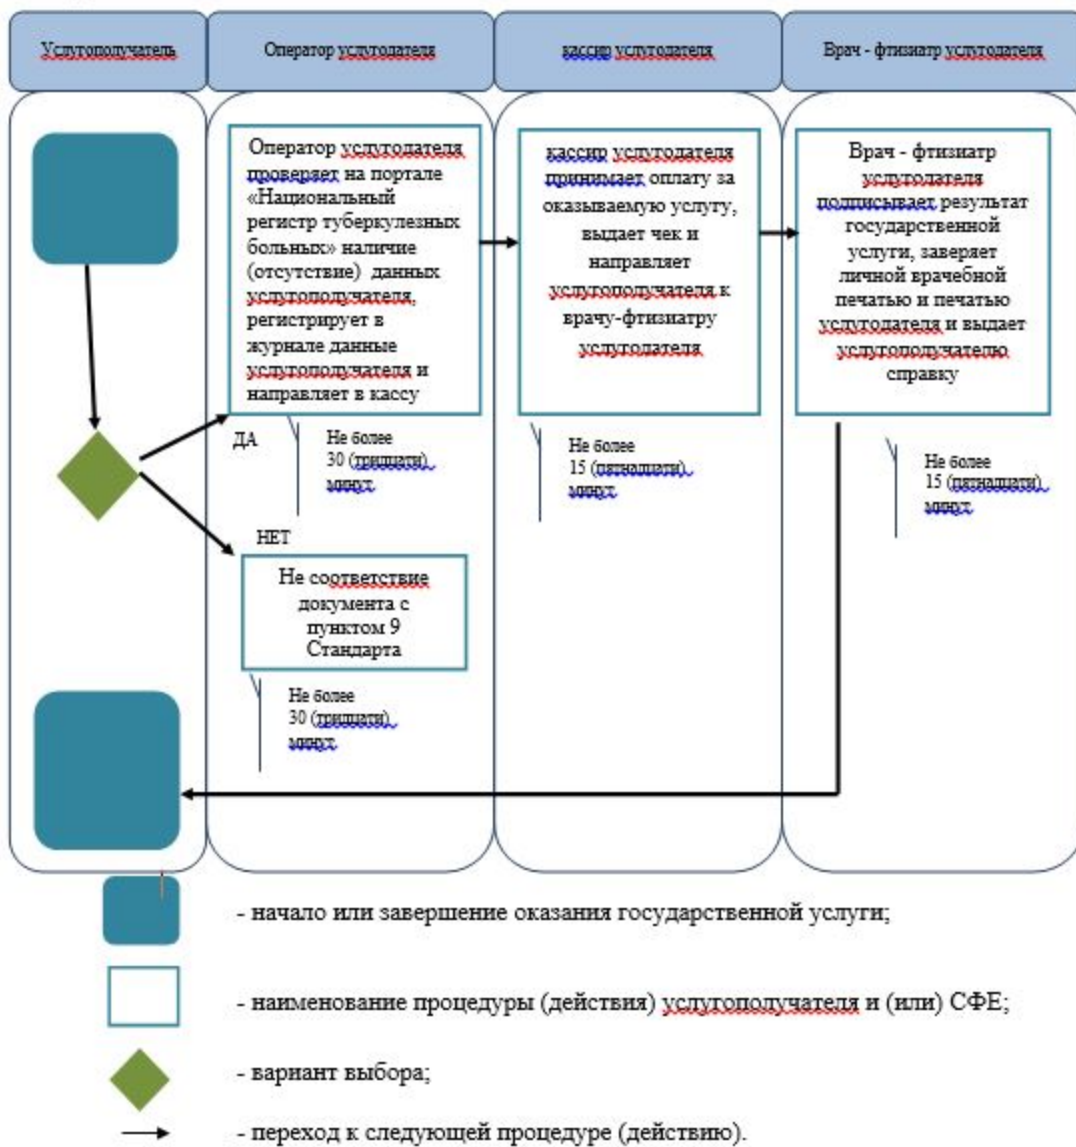 Услугополучатель
Оператор услугодателя
кассир услугодателя
Врач - фтизиатр услугодателя
Оператор услугодателя
проверяет на портале
«Национальный
регистр туберкулезных
больных» наличие
(отсутствие) данных
услугополучателя,
регистрирует в
журнале данные
услугополучателя и
направляет в кассу
кассир услугодателя
принимает оплату за
оказываемую услугу,
выдает чек и
направляет
услугополучателя к
врачу-фтизиатру
услугодателя
Врач - фтизиатр
услугодателя
подписывает результат
государственной
услуги, заверяет
личной врачебной
печатью и печатью
услугодателя и выдает
услугополучателю
справку
ДА
Не более
30 (тридцати)
минут.
Не более
15 (пятнадцати)
минут.
Не более
15 (пятнадцати)
минут.
НЕТ
Не соответствие
документа с
пунктом 9
Стандарта
Не более
30 (тридцати)
минут.
- начало или завершение оказания государственной услуги;
- наименование процедуры (действия) услугополучателя и (или) СФЕ;
- вариант выбора;
- переход к следующей процедуре (действию).